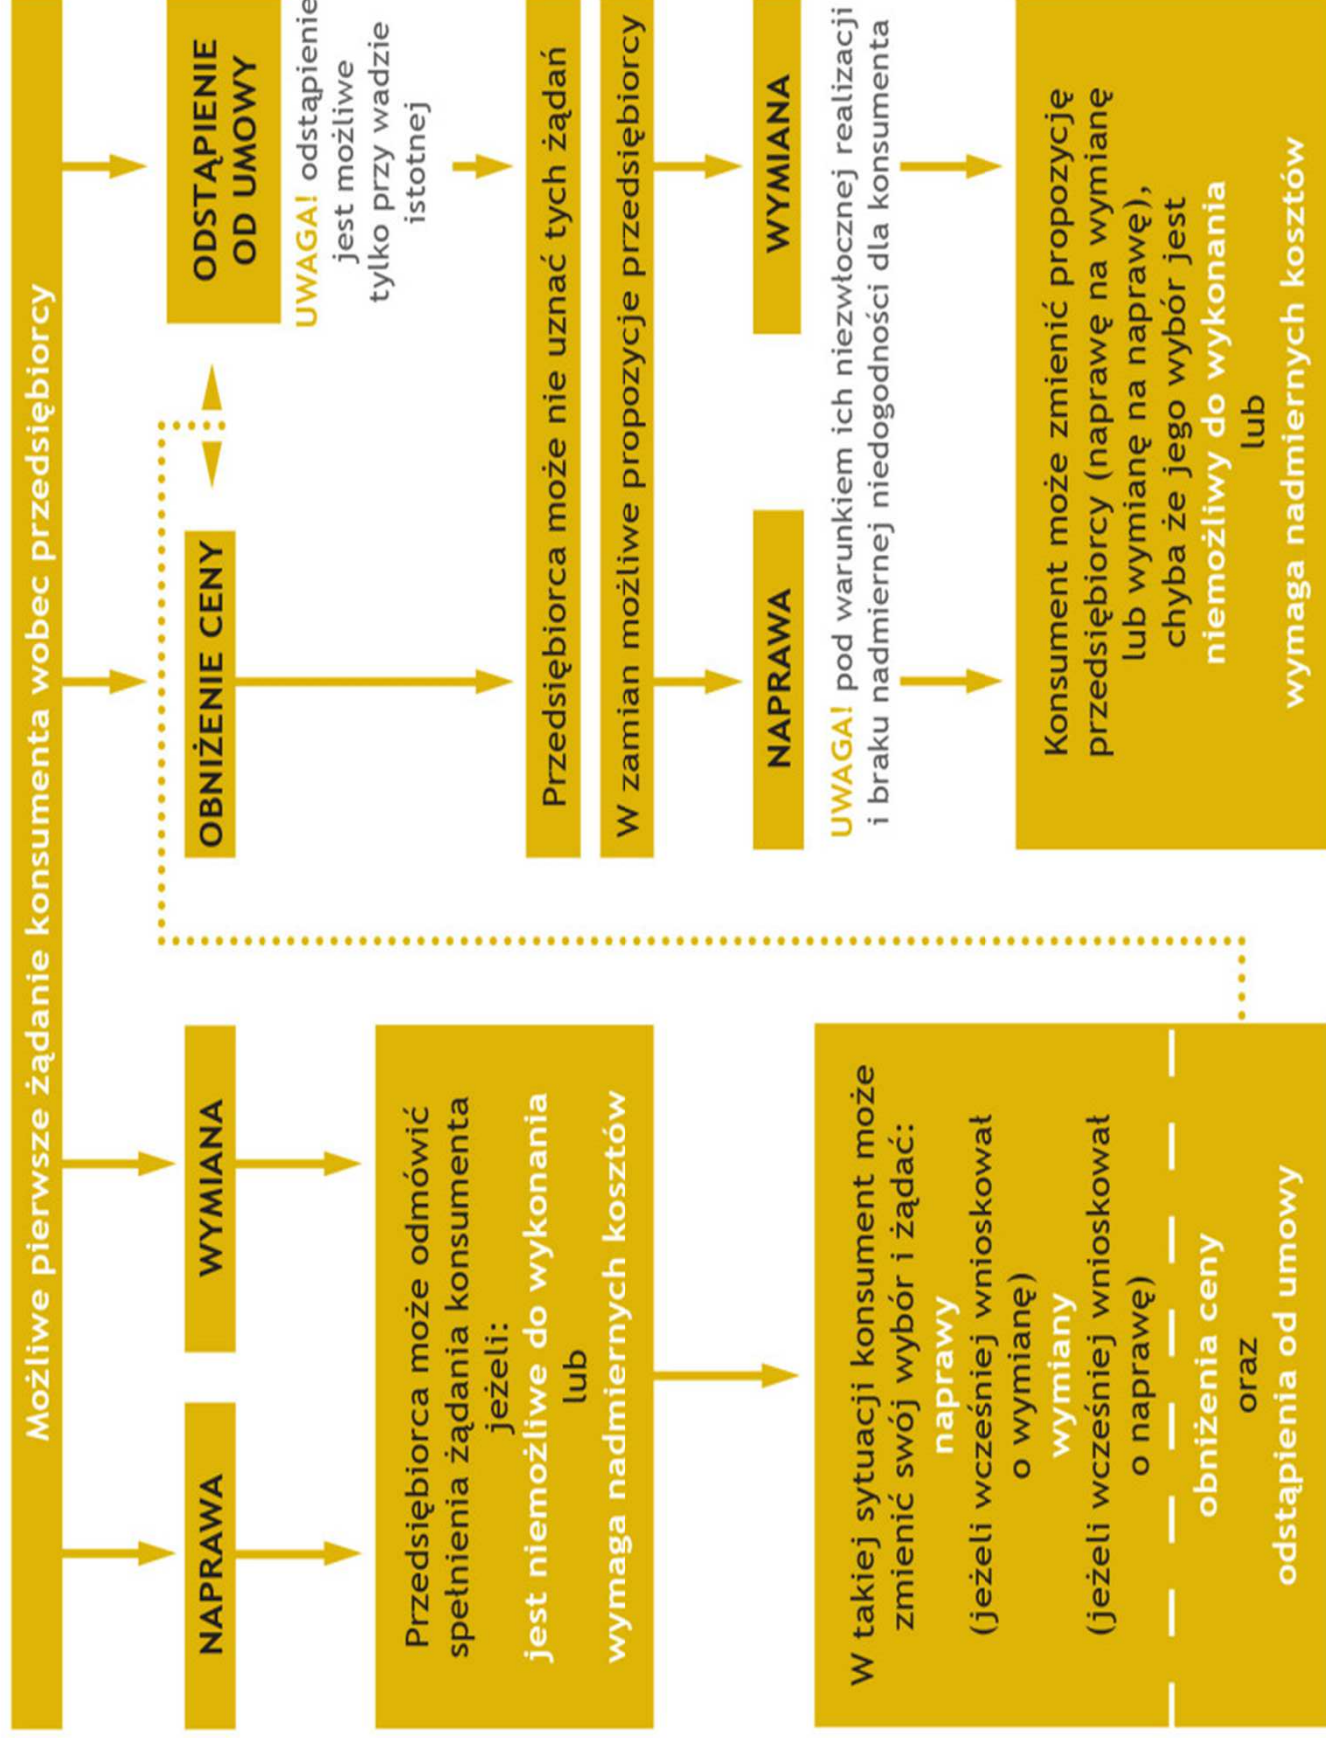 Możliwe pierwsze żądanie konsumenta wobec przedsiębiorcy
NAPRAWA
WYMIANA
Przedsiębiorca może odmówić
spełnienia żądania konsumenta
jeżeli:
jest niemożliwe do wykonania
lub
wymaga nadmiernych kosztów
W takiej sytuacji konsument może
zmienić swój wybór i żądać:
naprawy
(jeżeli wcześniej wnioskował
o wymianę)
wymiany
(jeżeli wcześniej wnioskował
o naprawę)
obniżenia ceny
oraz
odstąpienia od umowy
OBNIŻENIE CENY
ODSTĄPIENIE
OD UMOWY
UWAGA! odstąpienie
jest możliwe
tylko przy wadzie
istotnej
Przedsiębiorca może nie uznać tych żądań
W zamian możliwe propozycje przedsiębiorcy
NAPRAWA
WYMIANA
UWAGA! pod warunkiem ich niezwłocznej realizacji
i braku nadmiernej niedogodności dla konsumenta
Konsument może zmienić propozycję
przedsiębiorcy (naprawę na wymianę
lub wymianę na naprawę),
chyba że jego wybór jest
niemożliwy do wykonania
lub
wymaga nadmiernych kosztów